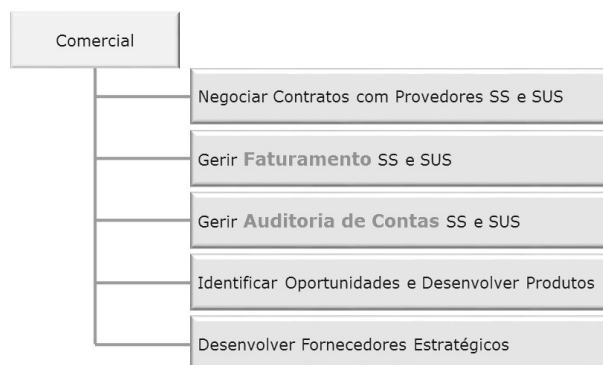 Comercial
Negociar Contratos com Provedores SS e SUS
Gerir Faturamento SS e SUS
Gerir Auditoria de Contas SS e SUS
Identificar Oportunidades e Desenvolver Produtos
Desenvolver Fornecedores Estratégicos